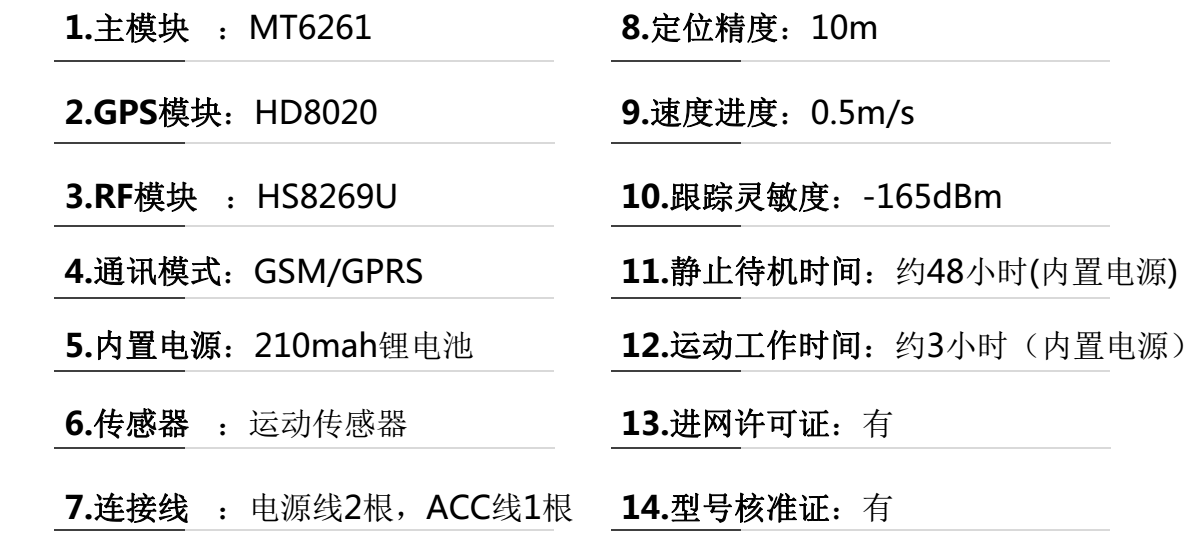 1.主模块 ：MT6261
2.GPS模块：HD8020
3.RF模块 ：HS8269U
4.通讯模式：GSM/GPRS
5.内置电源：210mah锂电池
6.传感器 ：运动传感器
7.连接线 ：电源线2根，ACC线1根
8.定位精度：10m
9.速度进度：0.5m/s
10.跟踪灵敏度：-165dBm
11.静止待机时间：约48小时(内置电源)
12.运动工作时间：约3小时（内置电源）
13.进网许可证：有
14.型号核准证：有